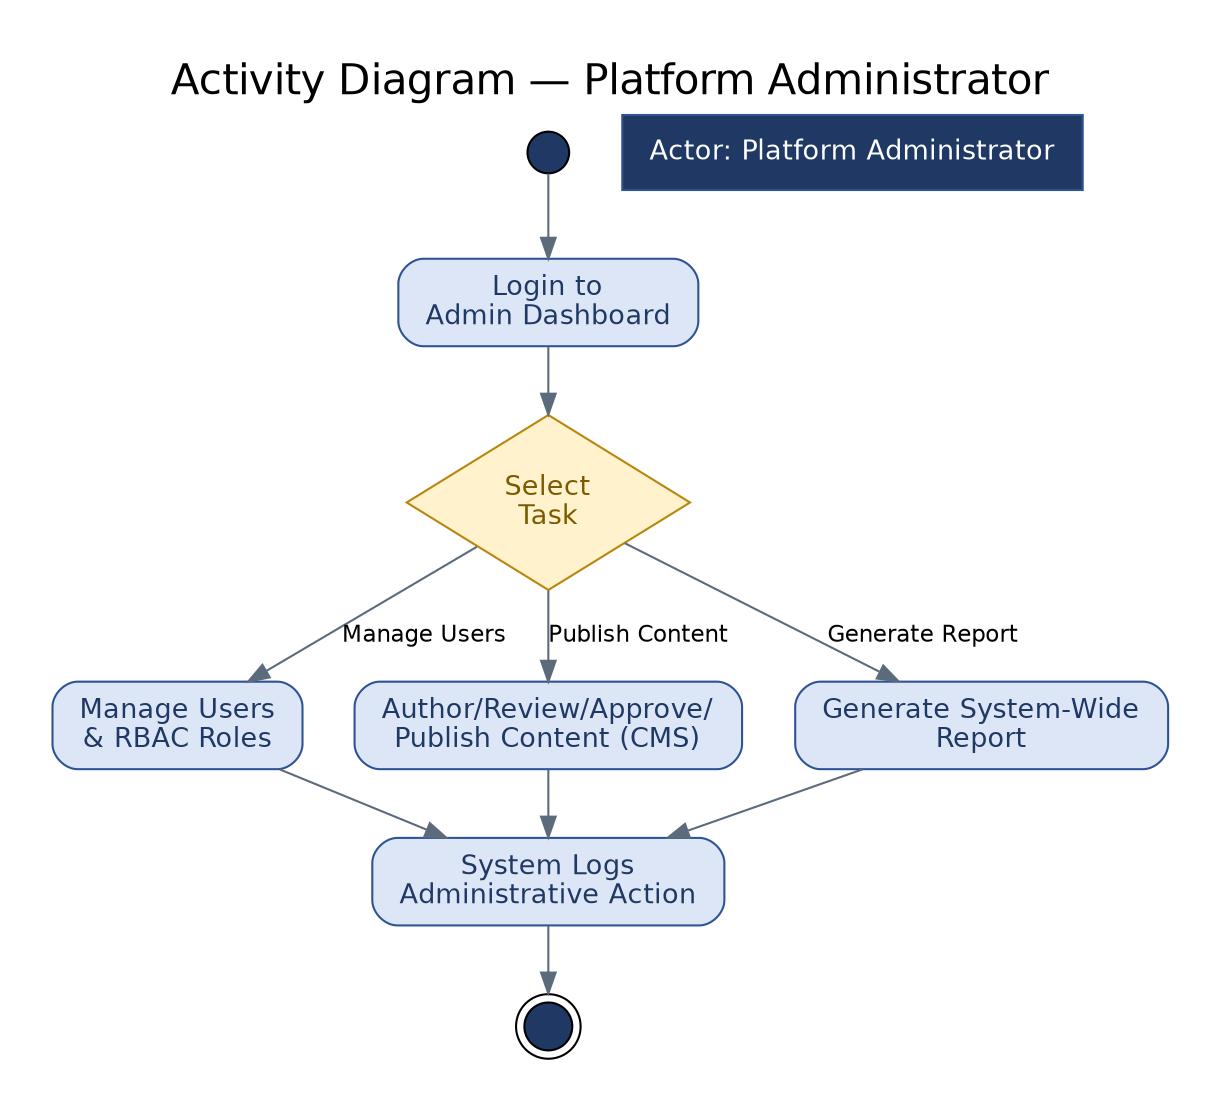 Activity Diagram — Platform Administrator
Actor: Platform Administrator
Login to
Admin Dashboard
Select
Task
Manage Users
Publish Content
Generate Report
Manage Users
& RBAC Roles
Author/Review/Approve/
Publish Content (CMS)
Generate System-Wide
Report
System Logs
Administrative Action